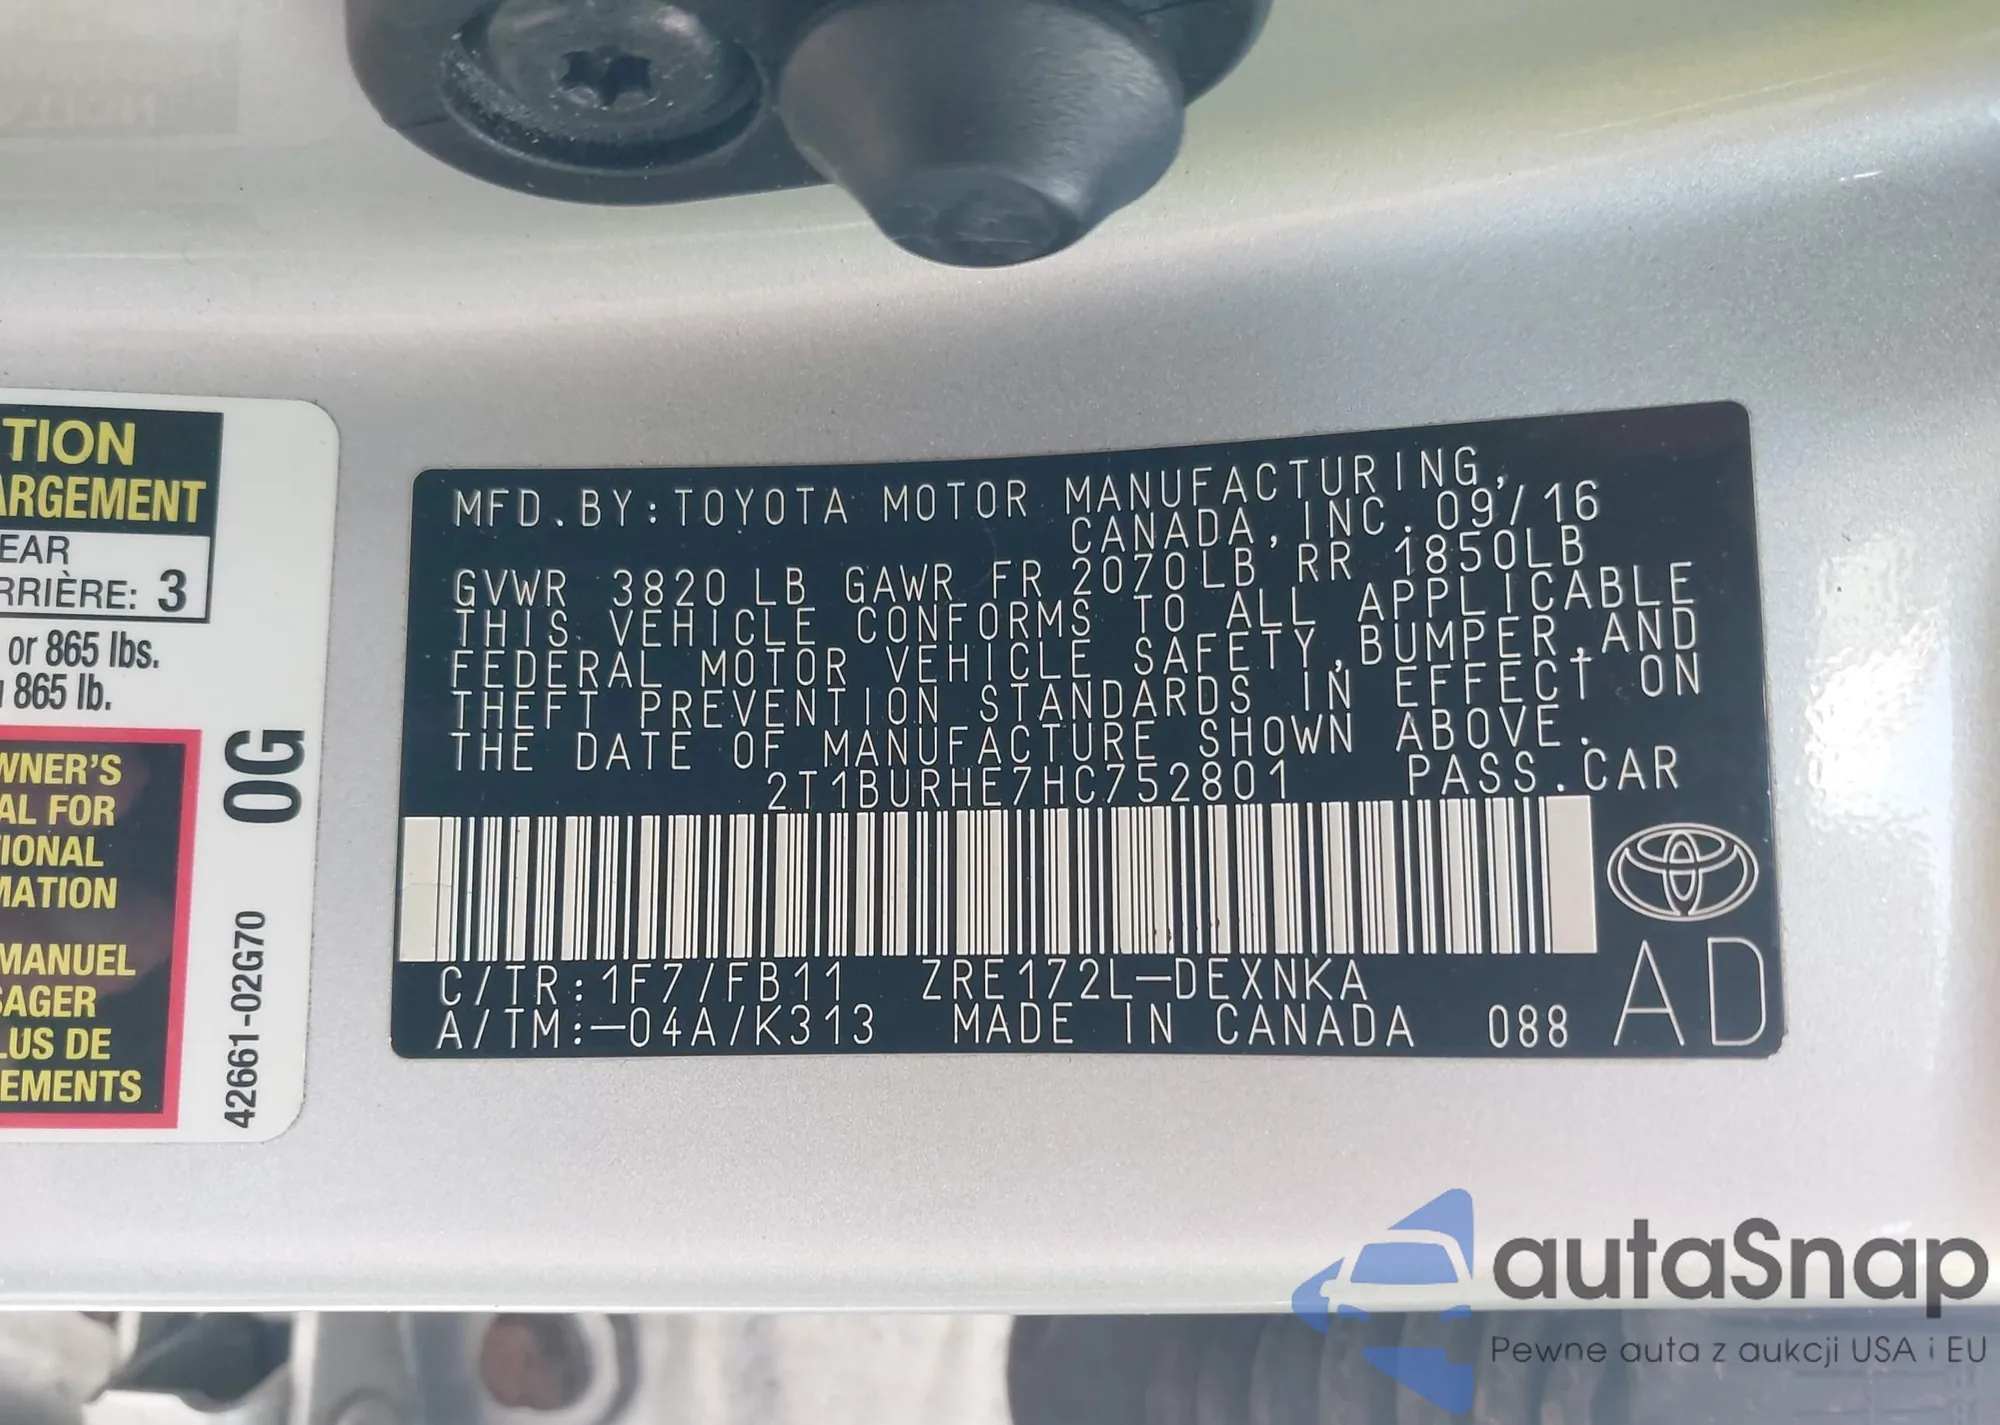 TION
ARGEMENT
EAR
RRIÈRE: 3
or 865 lbs.
865 lb.
WNER'S
AL FOR
IONAL
MATION
MANUEL
SAGER
LUS DE
EMENTS
42661-02G70 0G
MFD.BY:TOYOTA MOTOR MANUFACTURING,
CANADA,INC. 09/16
GVWR 3820 LB GAWR FR 2070LB RR 1850LB
THIS VEHICLE CONFORMS TO ALL APPLICABLE
FEDERAL MOTOR VEHICLE SAFETY,BUMPER,AND
THEFT PREVENTION STANDARDS IN EFFECT ON
THE DATE OF MANUFACTURE SHOWN ABOVE.
2T1BURHE7HC752801 PASS.CAR
C/TR:1F7/FB11 ZRE172L-DEXNKA
A/TM:-04A/K313 MADE IN CANADA 088
AD
autaSnap
Pewne auta z aukcji USA i EU